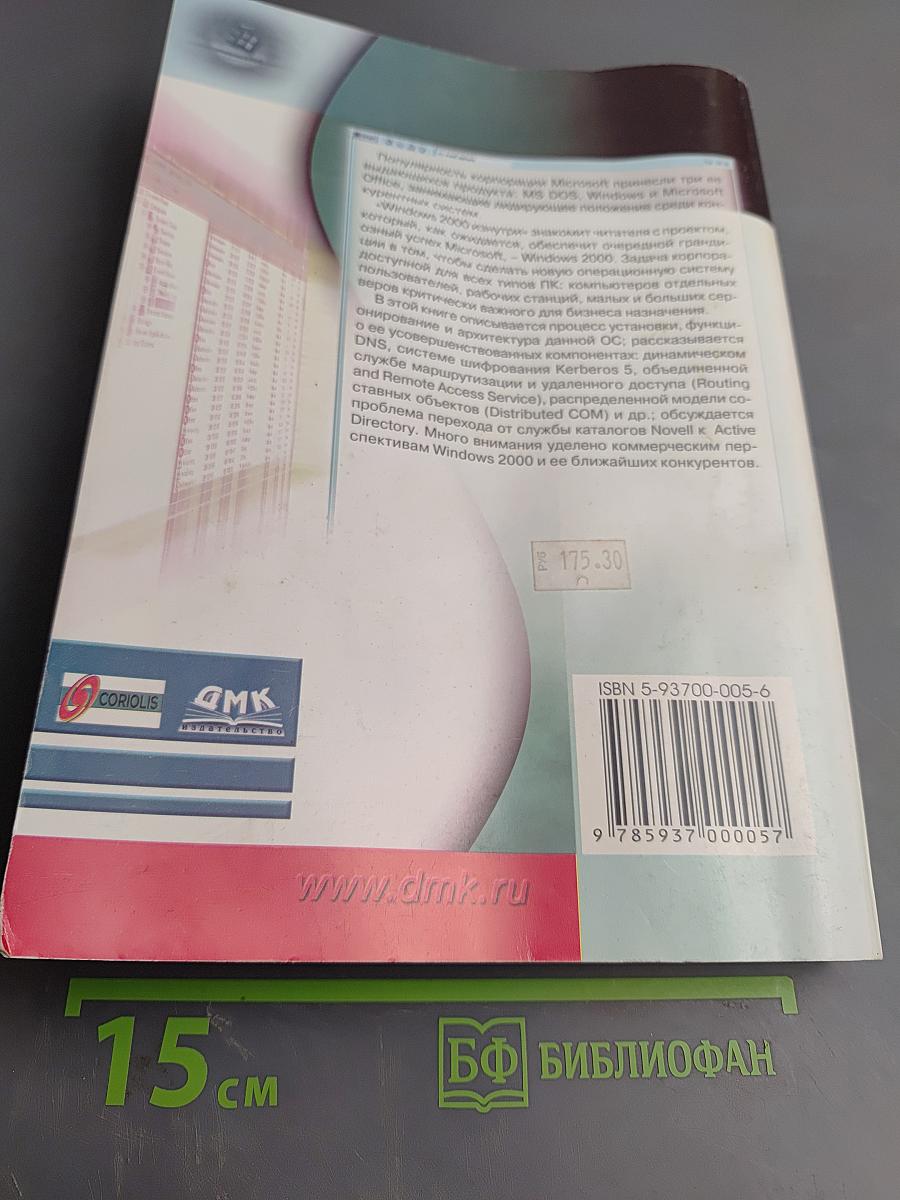 Популярность корпорации Microsoft принесли три вы-
дающихся продукта: MS DOS, Windows и Microsoft
Office, занимающие лидирующие положения среди кон-
курентных систем.
«Windows 2000 изнутри» знакомит читателя с проектом,
который, как ожидается, обеспечит очередной гранди-
озный успех Microsoft, – Windows 2000. Задача корпора-
ции в том, чтобы сделать новую операционную систему
доступной для всех типов ПК: компьютеров отдельных
пользователей, рабочих станций, малых и больших сер-
веров критически важного для бизнеса назначения.
В этой книге описывается процесс установки, функци-
онирование и архитектура данной ОС; рассказывается
о ее усовершенствованных компонентах: динамическом
DNS, системе шифрования Kerberos 5, объединенной
службе маршрутизации и удаленного доступа (Routing
and Remote Access Service), распределенной модели со-
ставных объектов (Distributed COM) и др.; обсуждается
проблема перехода от службы каталогов Novell к Active
Directory. Много внимания уделено коммерческим пер-
спективам Windows 2000 и ее ближайших конкурентов.
РУБ 175.30
ISBN 5-93700-005-6
9 785937 000057
CORIOLIS
ДМК
издательство
www.dmk.ru
15 см
БФ БИБЛИОФАН